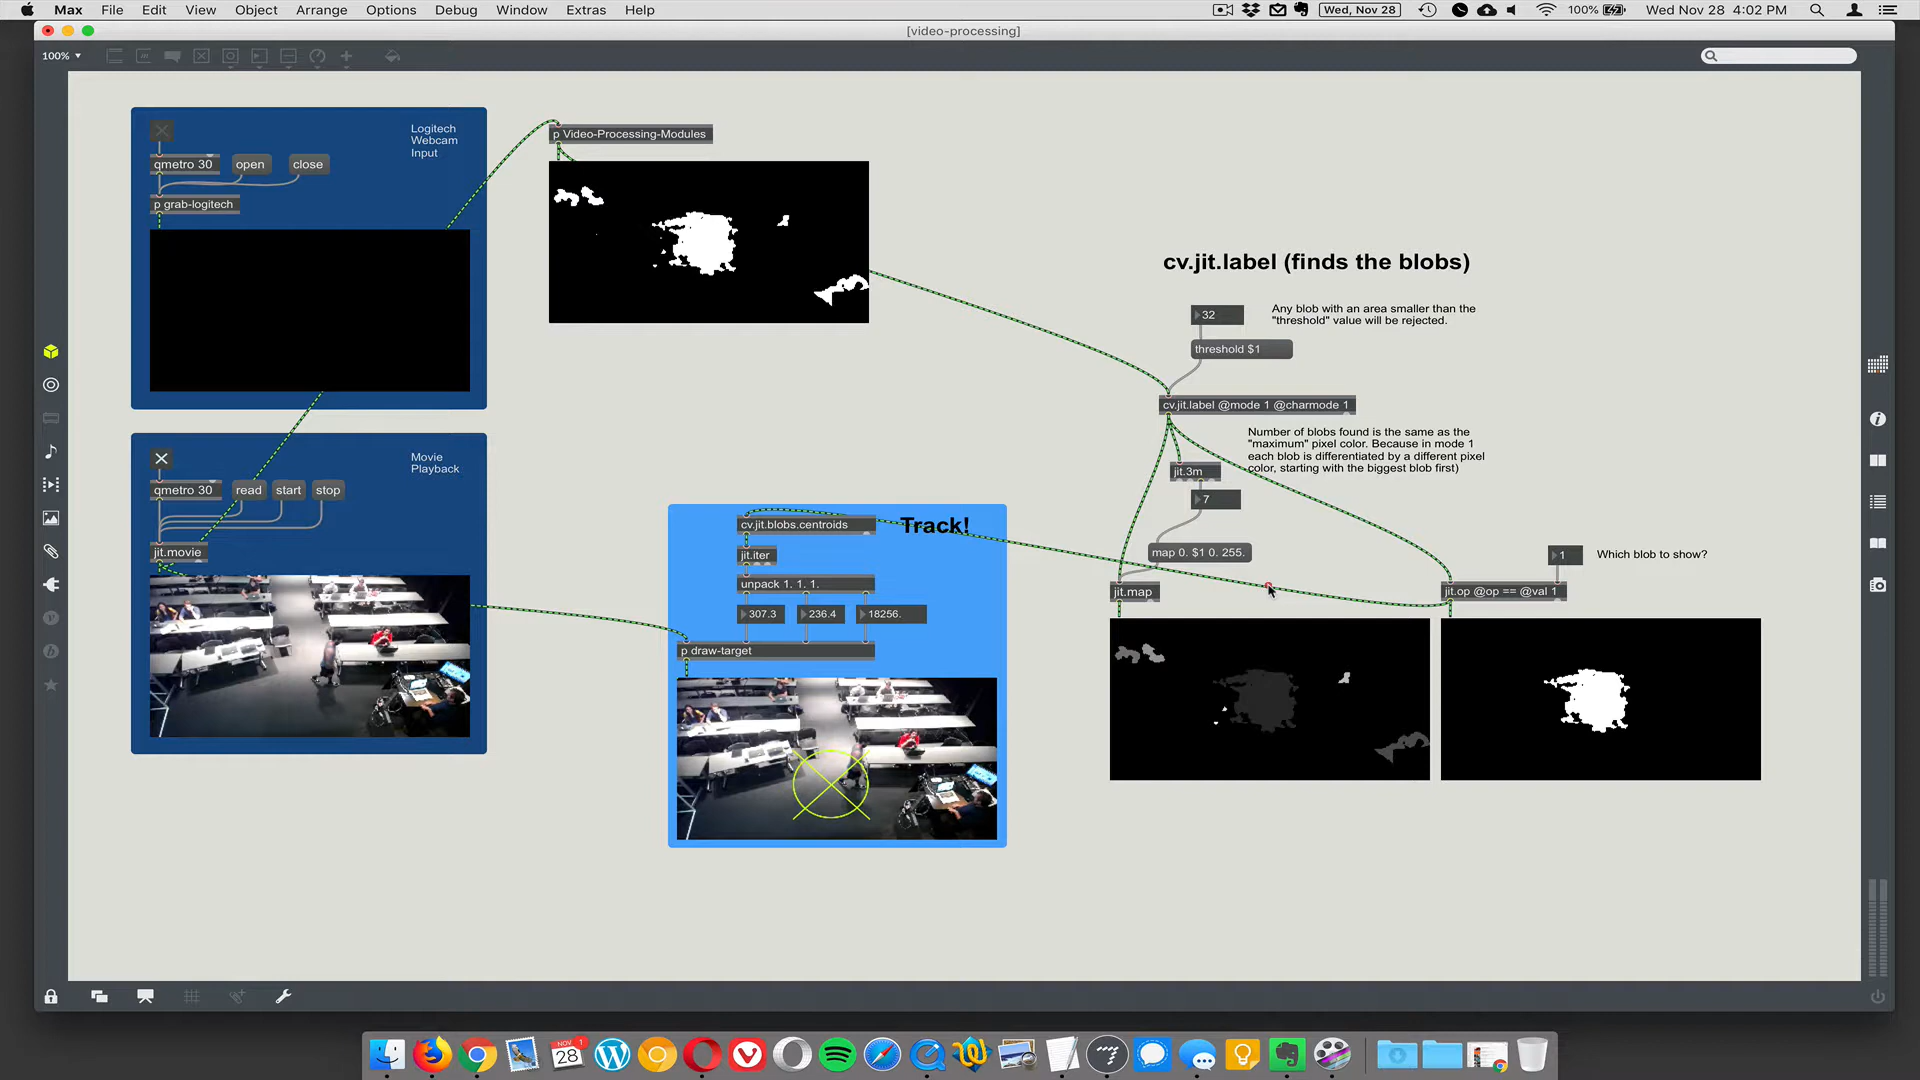 Max File Edit View Object Arrange Options Debug Window Extras Help
Wed, Nov 28
100%
Wed Nov 28 4:02 PM
[video-processing]
100%
Logitech
Webcam
Input
qmetro 30
open
close
p grab-logitech
p Video-Processing-Modules
cv.jit.label (finds the blobs)
32
Any blob with an area smaller than the
"threshold" value will be rejected.
threshold $1
cv.jit.label @mode 1 @charmode 1
Number of blobs found is the same as the
"maximum" pixel color. Because in mode 1
each blob is differentiated by a different pixel
color, starting with the biggest blob first)
jit.3m
7
map 0. $1 0. 255.
jit.map
1
Which blob to show?
jit.op @op == @val 1
Movie
Playback
qmetro 30
read
start
stop
jit.movie
cv.jit.blobs.centroids
Track!
jit.iter
unpack 1. 1. 1.
307.3
236.4
18256.
p draw-target
NOV
28